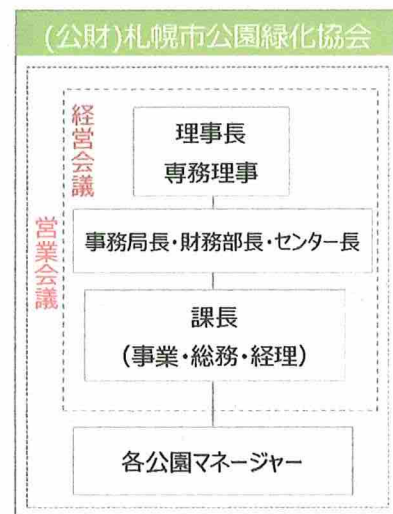 (公財)札幌市公園緑化協会
営業会議
経営会議
理事長
専務理事
事務局長・財務部長・センター長
課長
(事業・総務・経理)
各公園マネージャー